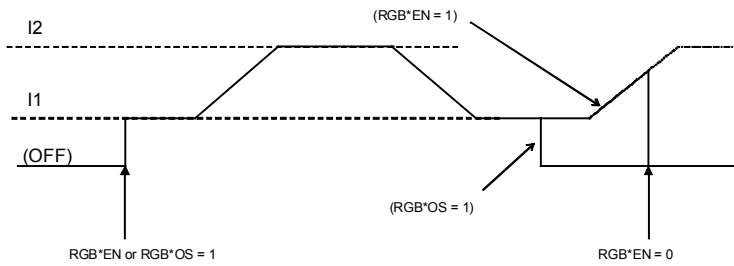 I2
(RGB*EN = 1)
I1
(OFF)
(RGB*OS = 1)
RGB*EN or RGB*OS = 1
RGB*EN = 0